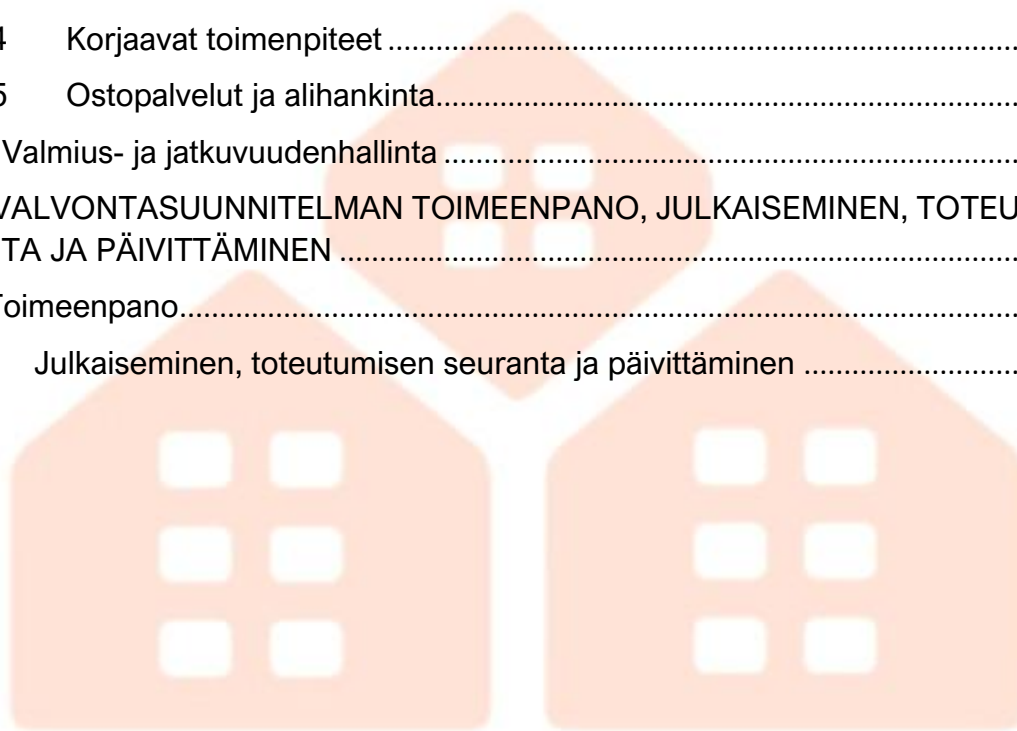 4 Korjaavat toimenpiteet ........................................................................
5 Ostopalvelut ja alihankinta..................................................................
Valmius- ja jatkuvuudenhallinta .................................................................
VALVONTASUUNNITELMAN TOIMEENPANO, JULKAISEMINEN, TOTEU
TA JA PÄIVITTÄMINEN ..............................................................................
Toimeenpano.................................................................................................
Julkaiseminen, toteutumisen seuranta ja päivittäminen ..........................